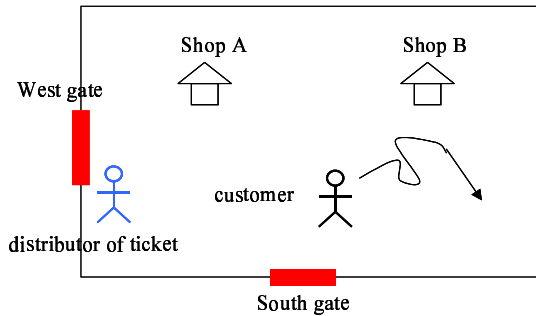 Shop A
Shop B
West gate
customer
distributor of ticket
South gate